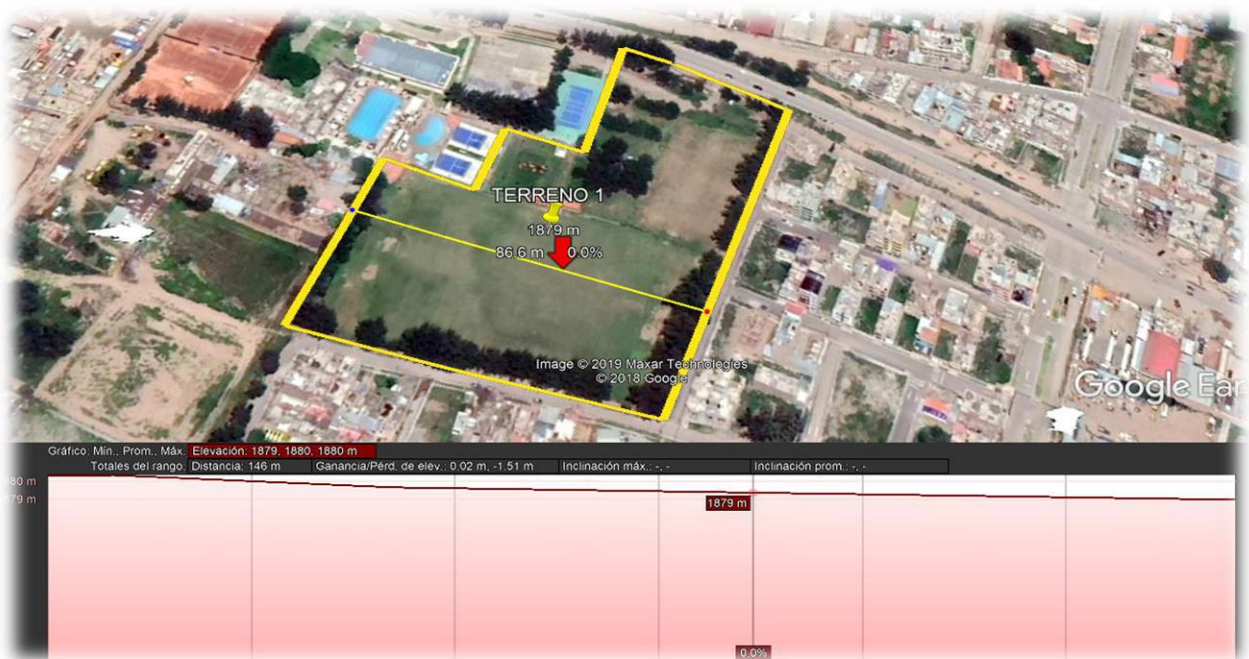 TERRENO 1
1879 m
86.6 m 0.0%
Image © 2019 Maxar Technologies
© 2018 Google
Google Ear
Gráfico: Mín., Prom., Máx. Elevación: 1879, 1880, 1880 m
Totales del rango: Distancia: 146 m Ganancia/Pérd. de elev.: 0.02 m, -1.51 m Inclinación máx.: -, - Inclinación prom.: -, -
80 m
1879 m
1879 m
0.0%